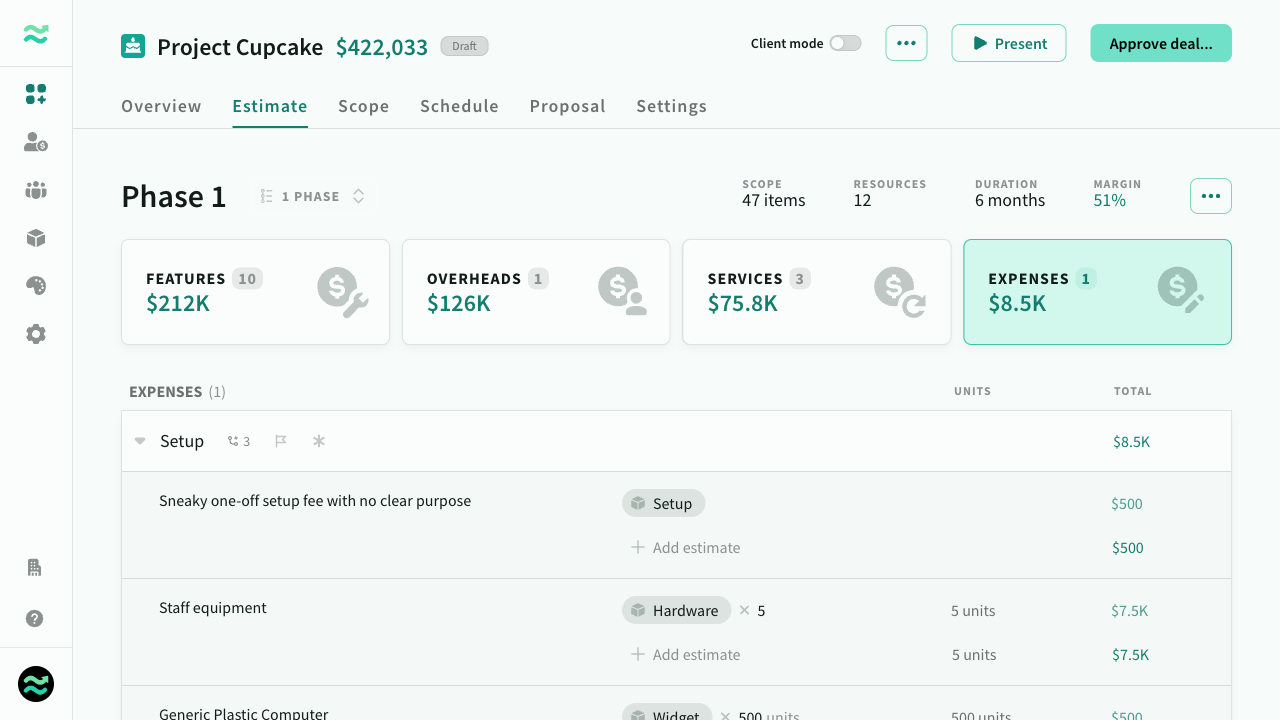 Project Cupcake $422,033 Draft
Client mode
Present
Approve deal...
Overview Estimate Scope Schedule Proposal Settings
Phase 1
1 PHASE
SCOPE RESOURCES DURATION MARGIN
47 items 12 6 months 51%
FEATURES 10
$212K
OVERHEADS 1
$126K
SERVICES 3
$75.8K
EXPENSES 1
$8.5K
EXPENSES (1) UNITS TOTAL
Setup 3 $8.5K
Sneaky one-off setup fee with no clear purpose Setup $500
Add estimate $500
Staff equipment Hardware × 5 5 units $7.5K
Add estimate 5 units $7.5K
Generic Plastic Computer Widget × 500 units 500 units $500